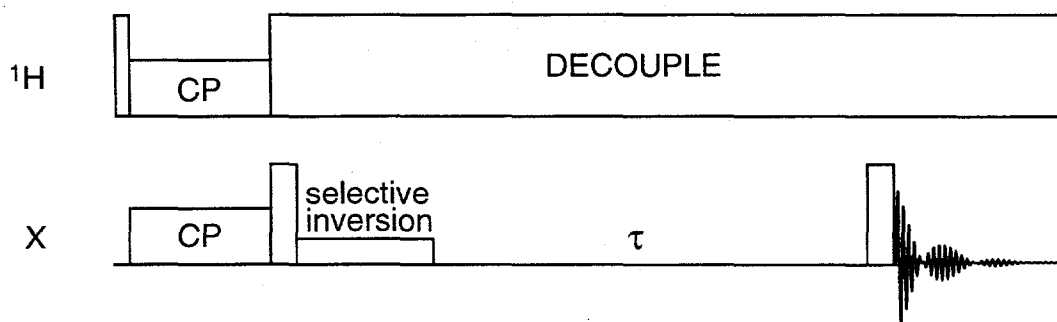 ¹H
CP
DECOUPLE
X
CP
selective
inversion
τ